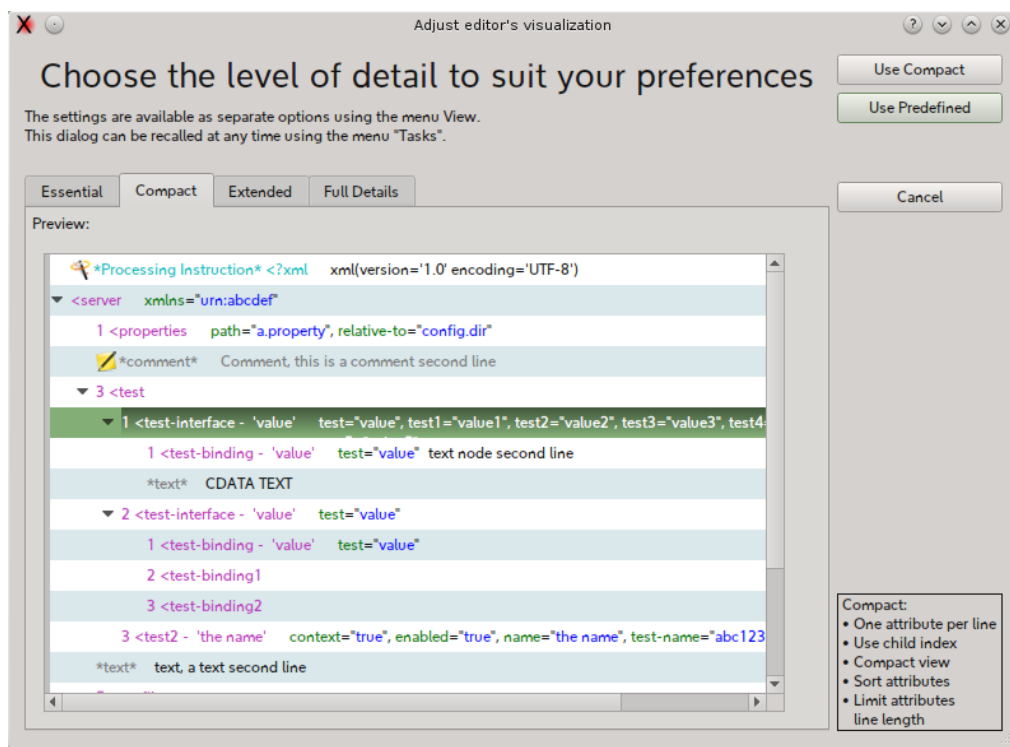 Adjust editor's visualization
Choose the level of detail to suit your preferences
Use Compact
Use Predefined
The settings are available as separate options using the menu View.
This dialog can be recalled at any time using the menu "Tasks".
Cancel
Essential Compact Extended Full Details
Preview:
*Processing Instruction* <?xml xml(version='1.0' encoding='UTF-8')
<server xmlns="urn:abcdef"
1 <properties path="a.property", relative-to="config.dir"
*comment* Comment, this is a comment second line
3 <test
1 <test-interface - 'value' test="value", test1="value1", test2="value2", test3="value3", test4=
1 <test-binding - 'value' test="value" text node second line
*text* CDATA TEXT
2 <test-interface - 'value' test="value"
1 <test-binding - 'value' test="value"
2 <test-binding1
3 <test-binding2
3 <test2 - 'the name' context="true", enabled="true", name="the name", test-name="abc123
*text* text, a text second line
Compact:
• One attribute per line
• Use child index
• Compact view
• Sort attributes
• Limit attributes
line length